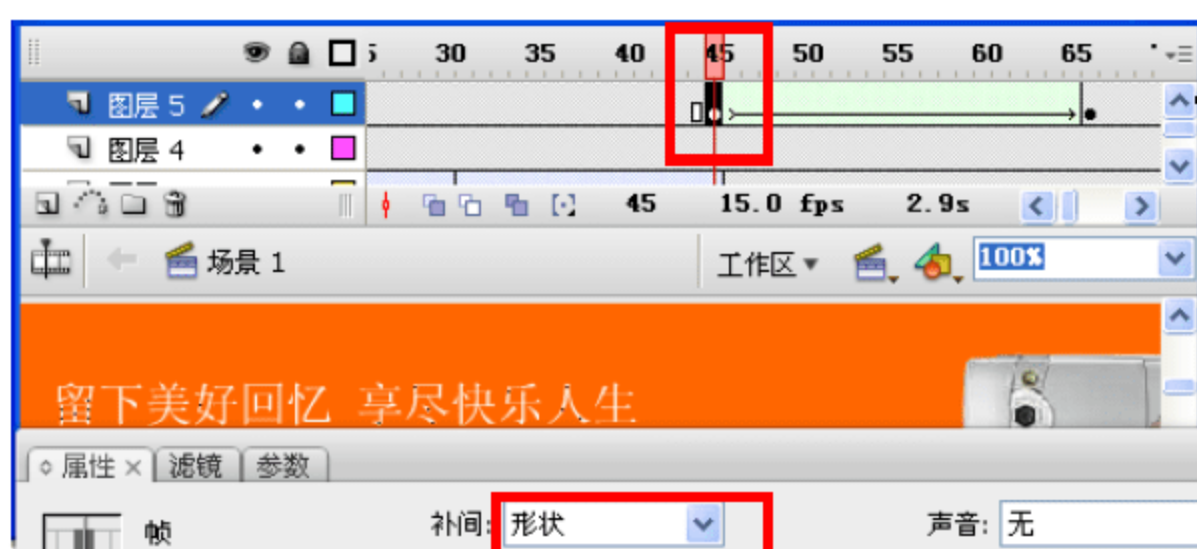 5 30 35 40 45 50 55 60 65
图层 5
图层 4
45 15.0 fps 2.9s
场景 1 工作区 100%
留下美好回忆 享尽快乐人生
属性 滤镜 参数
帧 补间: 形状 声音: 无